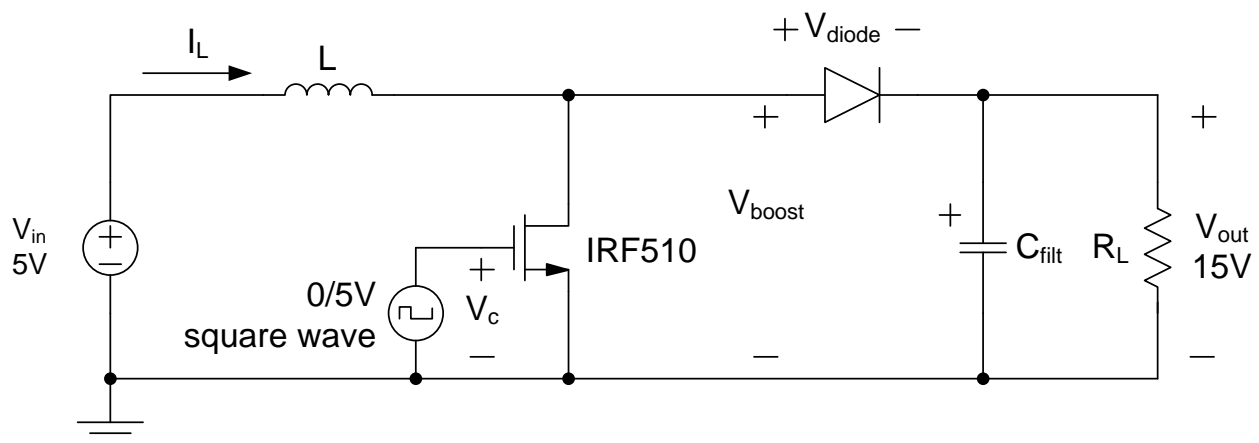 + V_diode −
I_L
L
+
+
V_in
5V
+
−
V_boost
+
IRF510
C_filt
R_L
V_out
15V
0/5V
square wave
+
V_c
−
−
−